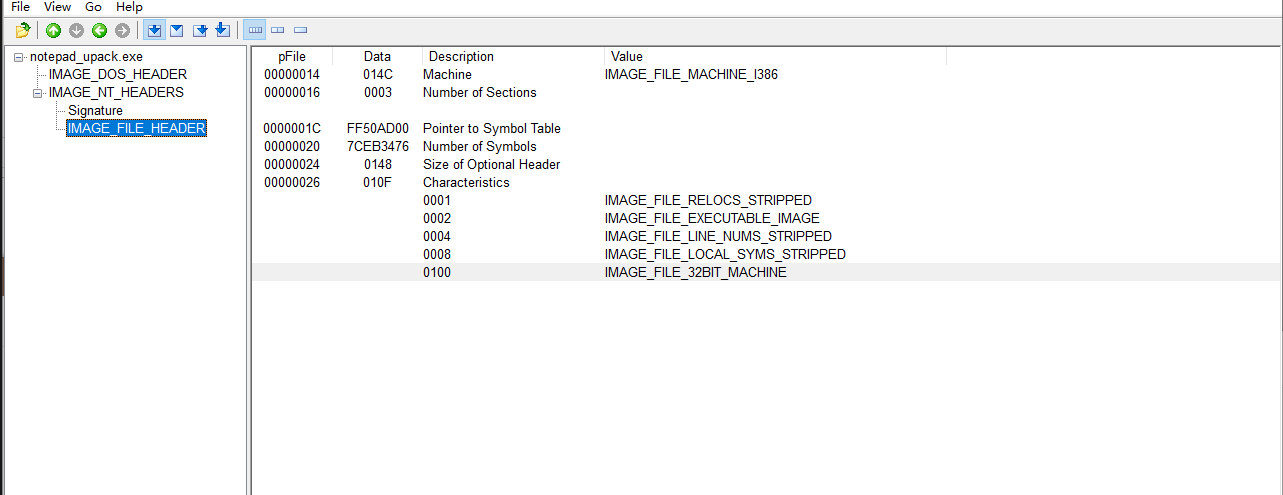 File View Go Help
notepad_upack.exe
IMAGE_DOS_HEADER
IMAGE_NT_HEADERS
Signature
IMAGE_FILE_HEADER
pFile Data Description Value
00000014 014C Machine IMAGE_FILE_MACHINE_I386
00000016 0003 Number of Sections
0000001C FF50AD00 Pointer to Symbol Table
00000020 7CEB3476 Number of Symbols
00000024 0148 Size of Optional Header
00000026 010F Characteristics
0001 IMAGE_FILE_RELOCS_STRIPPED
0002 IMAGE_FILE_EXECUTABLE_IMAGE
0004 IMAGE_FILE_LINE_NUMS_STRIPPED
0008 IMAGE_FILE_LOCAL_SYMS_STRIPPED
0100 IMAGE_FILE_32BIT_MACHINE